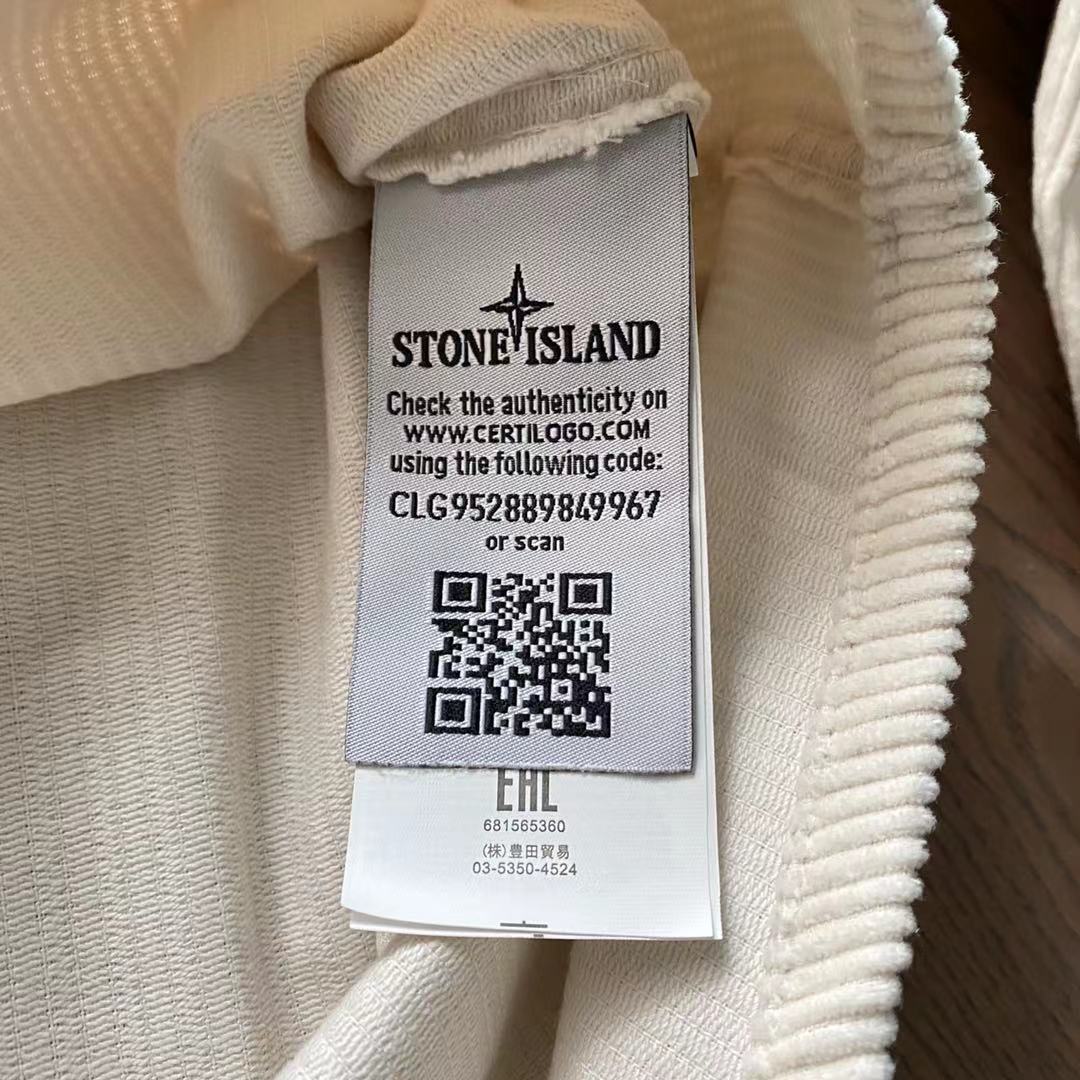 STONE ISLAND
Check the authenticity on
WWW.CERTILOGO.COM
using the following code:
CLG952889849967
or scan
EAC
681565360
(株)豊田貿易
03-5350-4524